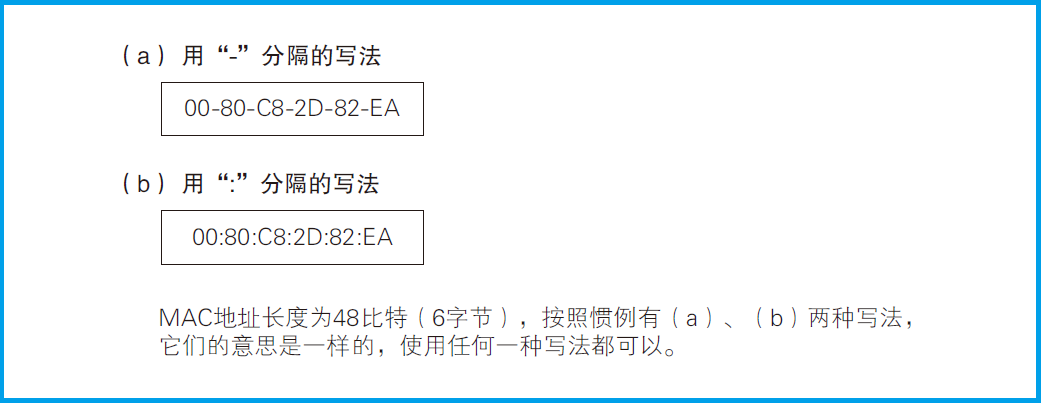 （a）用“-”分隔的写法
00-80-C8-2D-82-EA
（b）用“:”分隔的写法
00:80:C8:2D:82:EA
MAC地址长度为48比特（6字节），按照惯例有（a）、（b）两种写法，
它们的意思是一样的，使用任何一种写法都可以。